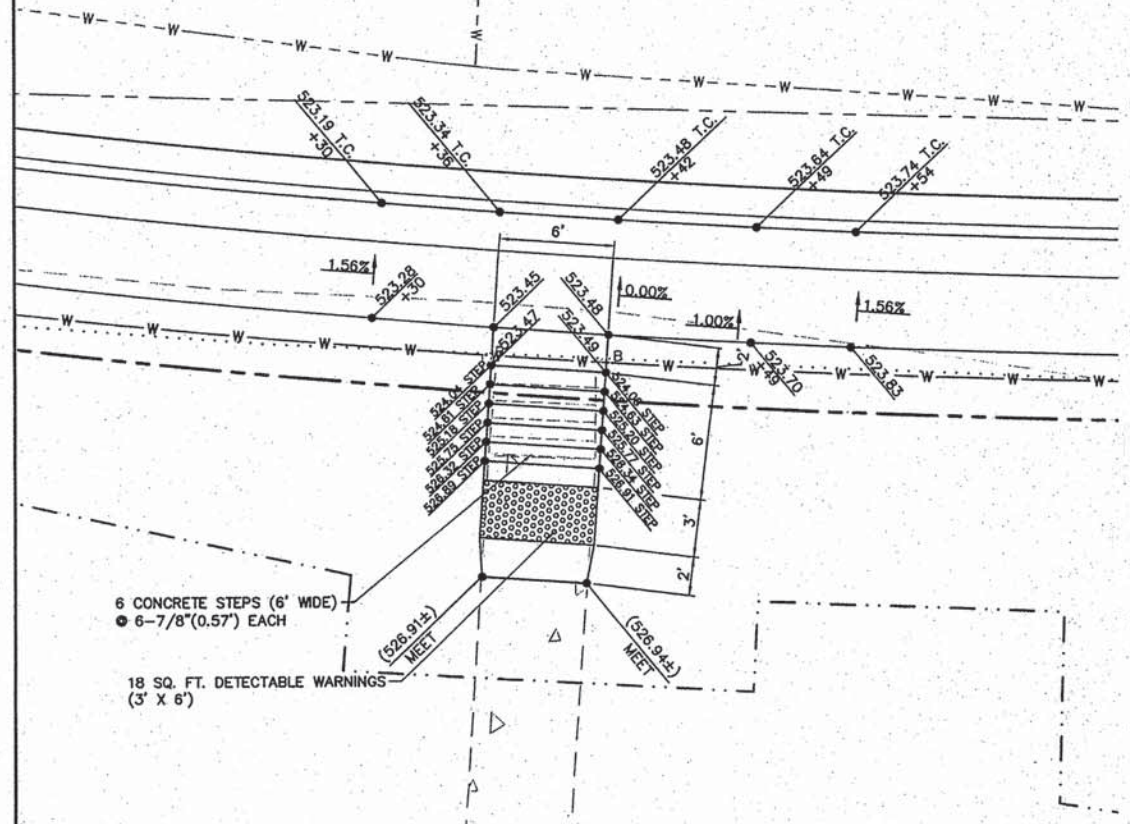 W W W W W W W W W W
W
523.19 T.C.
+30
523.34 T.C.
+36
523.48 T.C.
+42
523.64 T.C.
+49
523.74 T.C.
+54
6'
1.56%
523.28
+30
523.45
523.48
0.00%
1.00%
1.56%
523.47
523.49
B
2'
523.70
+49
523.83
W W W W W W W W W W
524.04 STEP
524.61 STEP
525.18 STEP
525.75 STEP
526.32 STEP
526.89 STEP
524.06 STEP
524.63 STEP
525.20 STEP
525.77 STEP
526.34 STEP
526.91 STEP
6'
3'
2'
6 CONCRETE STEPS (6' WIDE)
@ 6-7/8"(0.57') EACH
18 SQ. FT. DETECTABLE WARNINGS
(3' X 6')
(526.91±)
MEET
(526.94±)
MEET